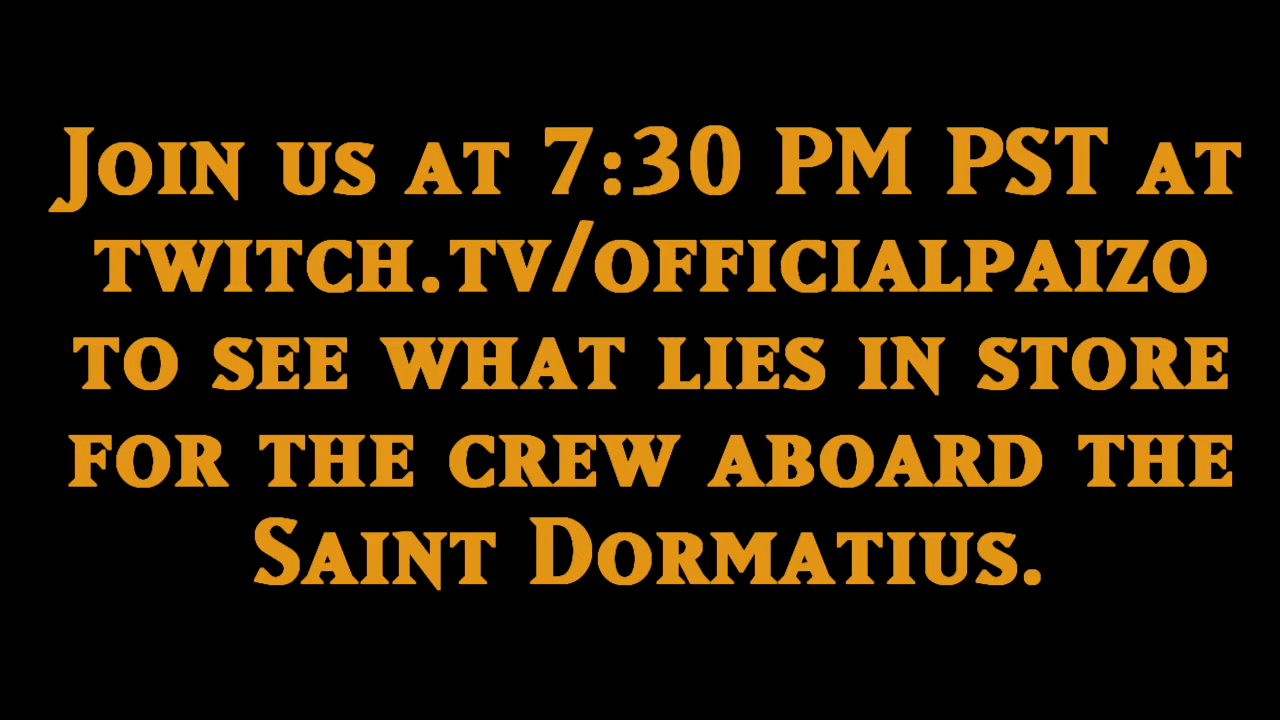 Join us at 7:30 PM PST at
twitch.tv/officialpaizo
to see what lies in store
for the crew aboard the
Saint Dormatius.